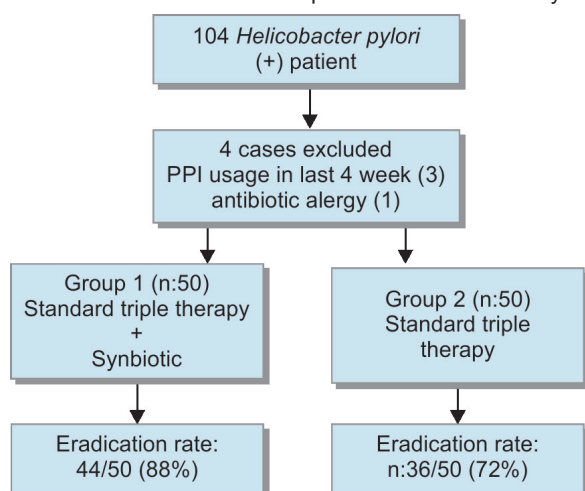 104 Helicobacter pylori
(+) patient
4 cases excluded
PPI usage in last 4 week (3)
antibiotic alergy (1)
Group 1 (n:50)
Standard triple therapy
+
Synbiotic
Group 2 (n:50)
Standard triple
therapy
Eradication rate:
44/50 (88%)
Eradication rate:
n:36/50 (72%)